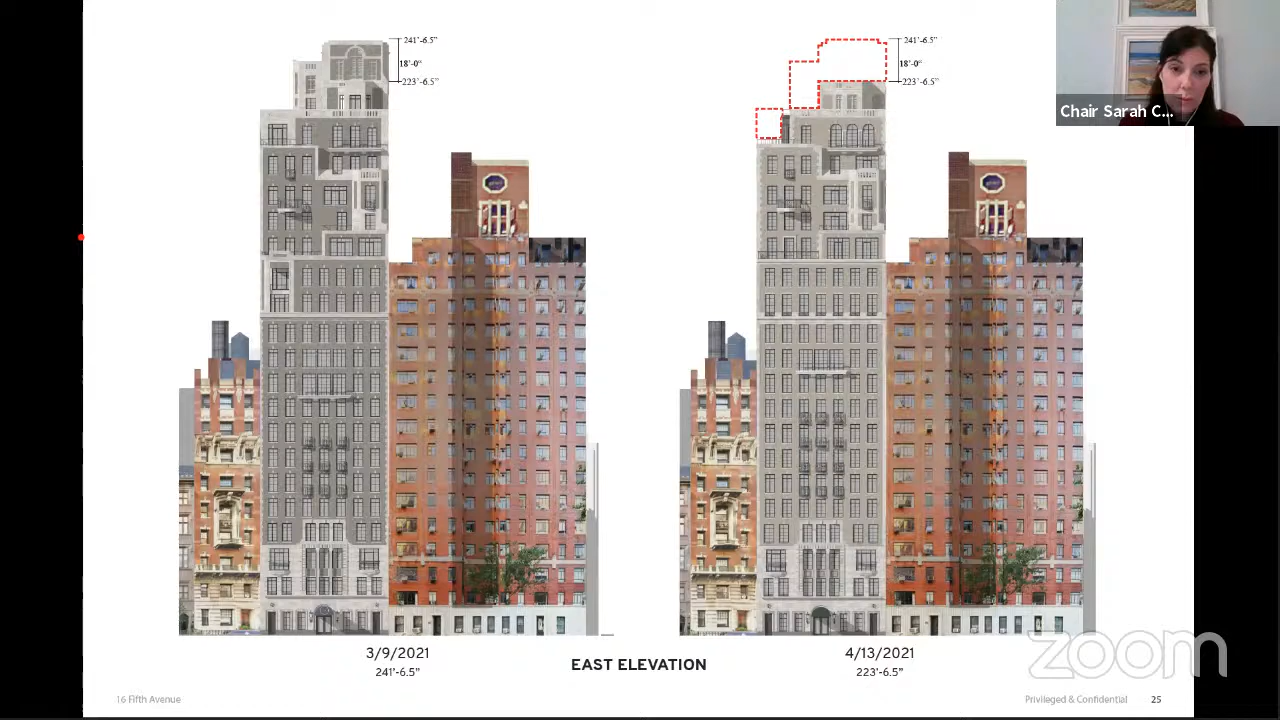 241'-6.5"
18'-0"
223'-6.5"
241'-6.5"
18'-0"
223'-6.5"
Chair Sarah C...
3/9/2021
241'-6.5"
EAST ELEVATION
4/13/2021
223'-6.5"
zoom
16 Fifth Avenue
Privileged & Confidential 25